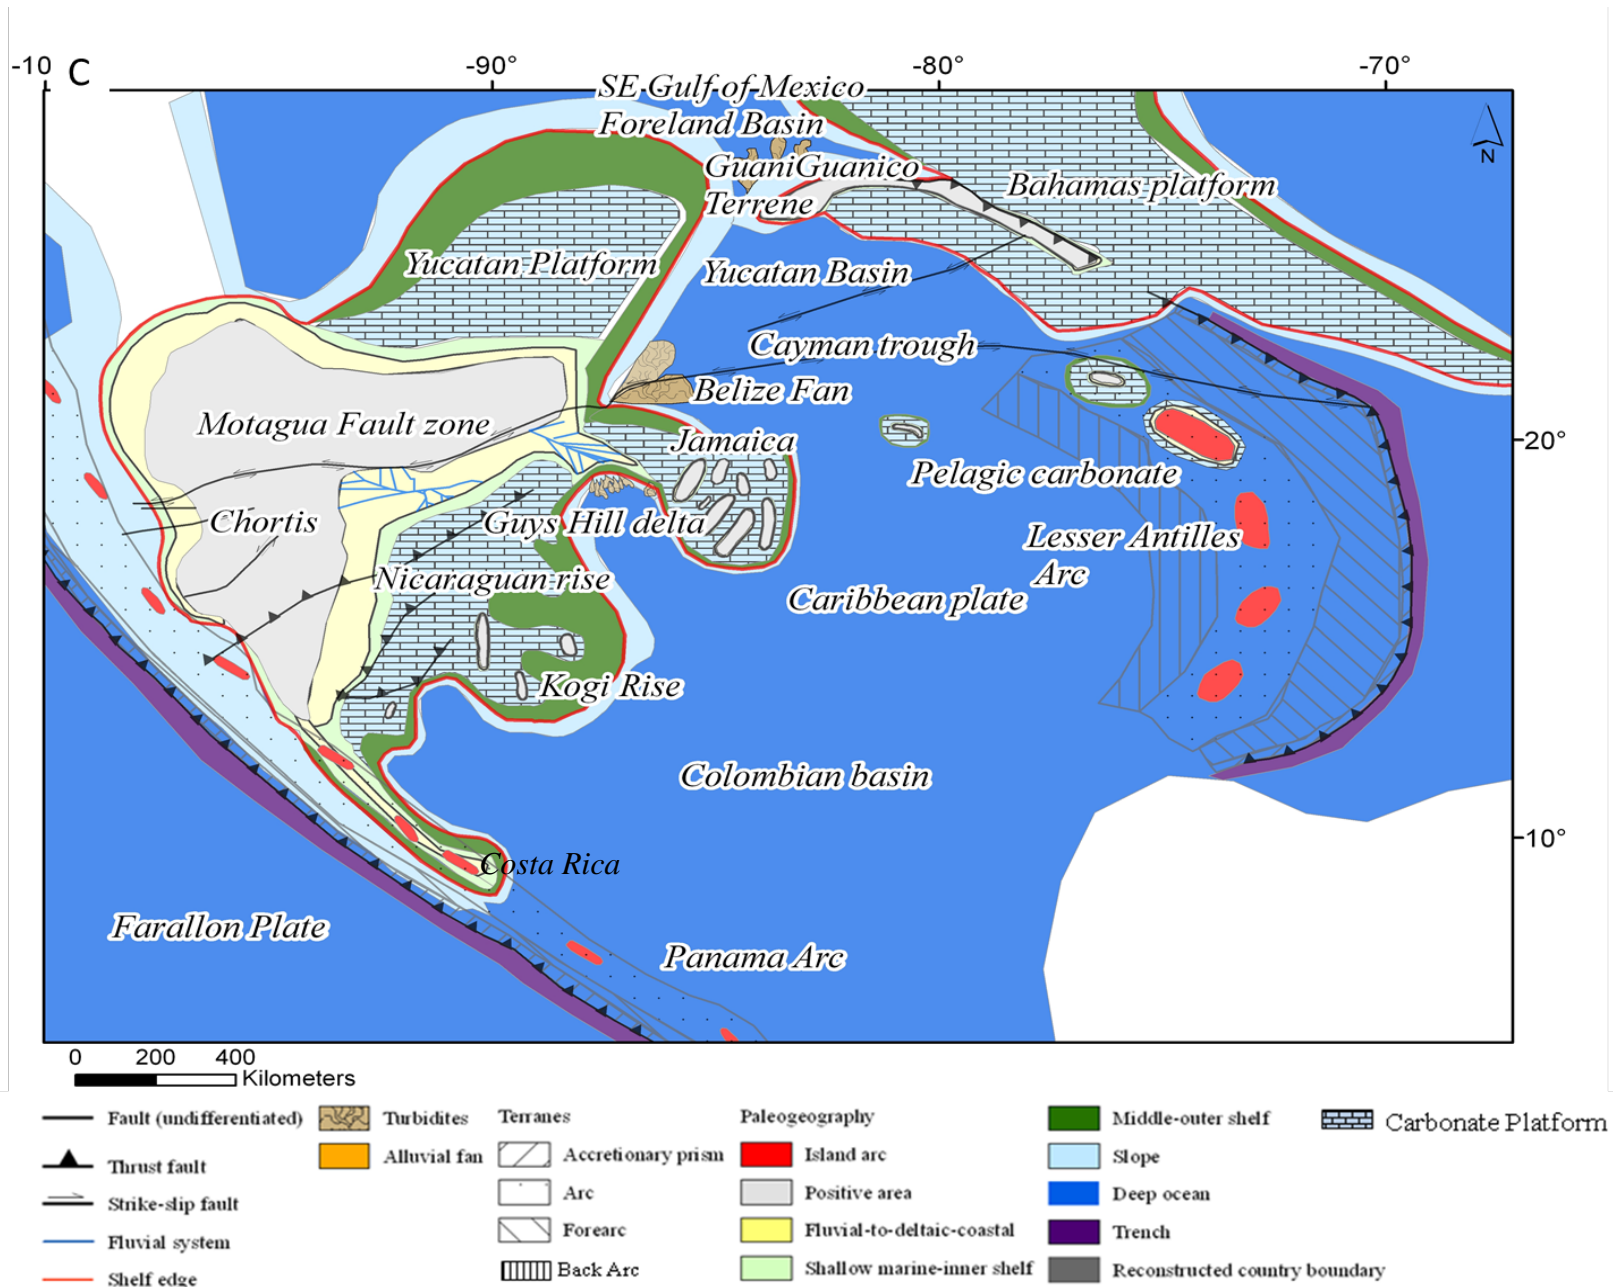 -10
C
-90°
-80°
-70°
SE Gulf of Mexico
Foreland Basin
GuaniGuanico
Terrene
Bahamas platform
N
Yucatan Platform
Yucatan Basin
Cayman trough
Belize Fan
Motagua Fault zone
Jamaica
20°
Pelagic carbonate
Chortis
Guys Hill delta
Lesser Antilles
Arc
Nicaraguan rise
Caribbean plate
Kogi Rise
Colombian basin
10°
Costa Rica
Farallon Plate
Panama Arc
0 200 400
Kilometers
Fault (undifferentiated)
Thrust fault
Strike-slip fault
Fluvial system
Shelf edge
Turbidites
Alluvial fan
Terranes
Accretionary prism
Arc
Forearc
Back Arc
Paleogeography
Island arc
Positive area
Fluvial-to-deltaic-coastal
Shallow marine-inner shelf
Middle-outer shelf
Slope
Deep ocean
Trench
Reconstructed country boundary
Carbonate Platform